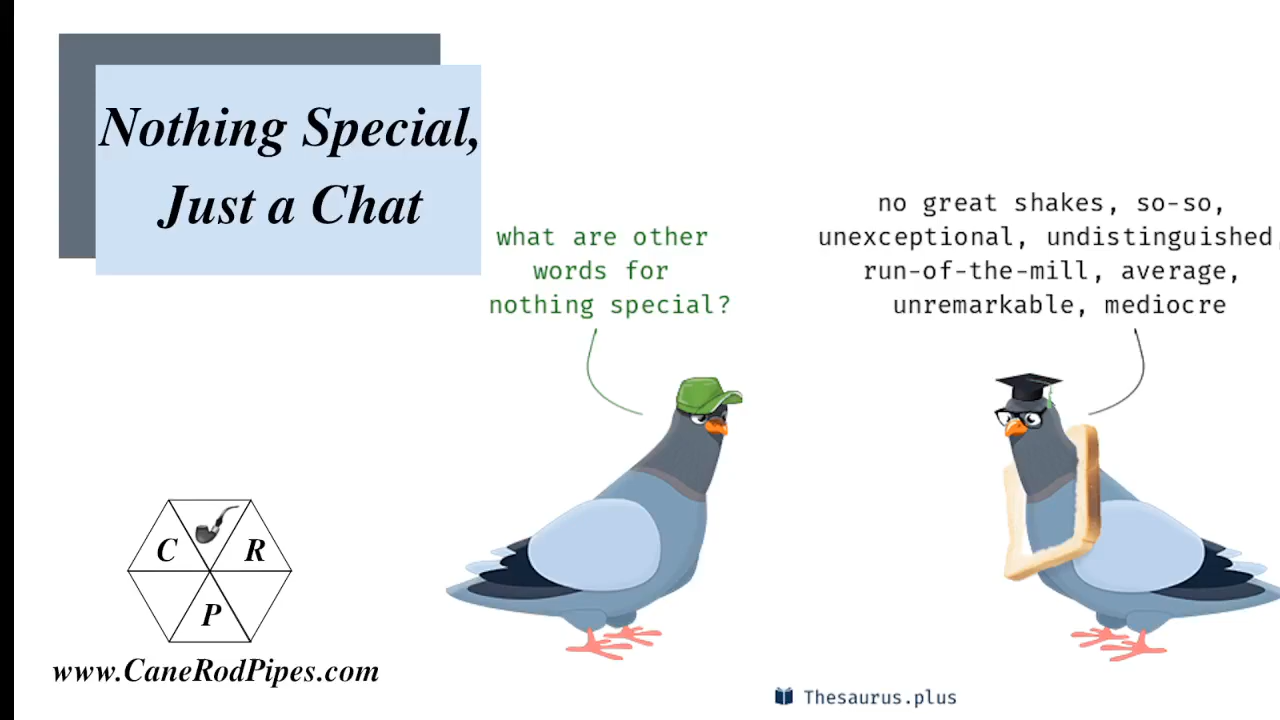 Nothing Special,
Just a Chat
what are other
words for
nothing special?
no great shakes, so-so,
unexceptional, undistinguished,
run-of-the-mill, average,
unremarkable, mediocre
C R
P
www.CaneRodPipes.com
Thesaurus.plus